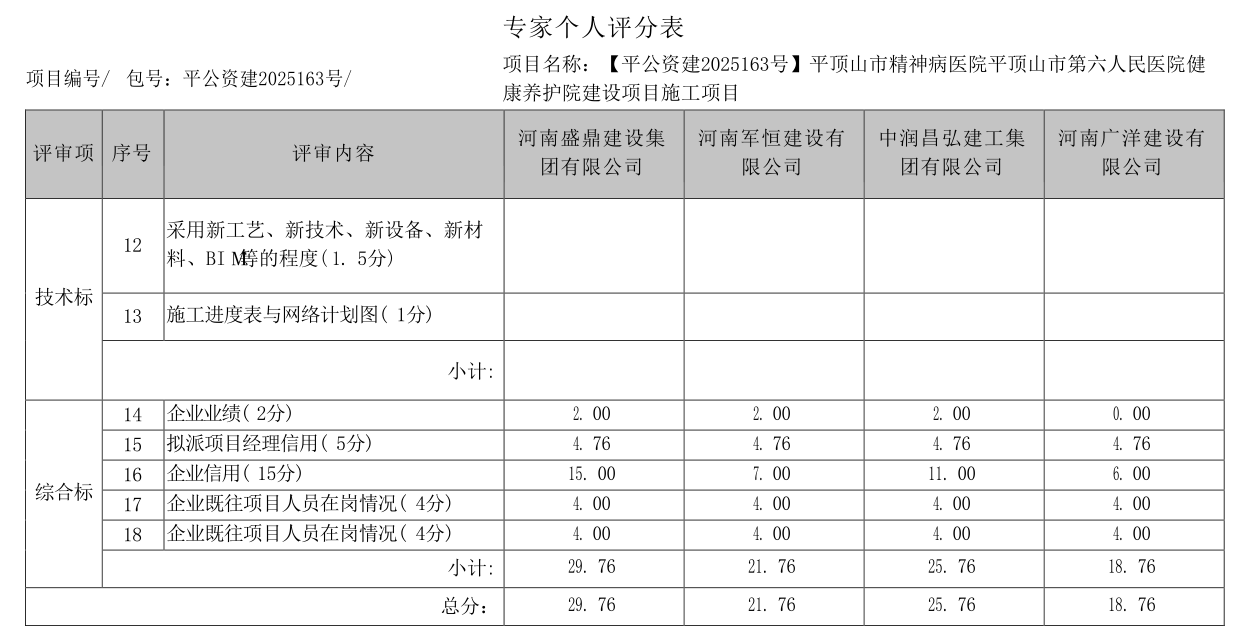 专家个人评分表
项目编号/ 包号：平公资建2025163号/
项目名称：【平公资建2025163号】平顶山市精神病医院平顶山市第六人民医院健
康养护院建设项目施工项目
评审项 序号 评审内容 河南盛鼎建设集团有限公司 河南军恒建设有限公司 中润昌弘建工集团有限公司 河南广洋建设有限公司
技术标
12 采用新工艺、新技术、新设备、新材
料、BIM等的程度(1.5分)
13 施工进度表与网络计划图(1分)
小计:
综合标
14 企业业绩(2分) 2.00 2.00 2.00 0.00
15 拟派项目经理信用(5分) 4.76 4.76 4.76 4.76
16 企业信用(15分) 15.00 7.00 11.00 6.00
17 企业既往项目人员在岗情况(4分) 4.00 4.00 4.00 4.00
18 企业既往项目人员在岗情况(4分) 4.00 4.00 4.00 4.00
小计: 29.76 21.76 25.76 18.76
总分: 29.76 21.76 25.76 18.76